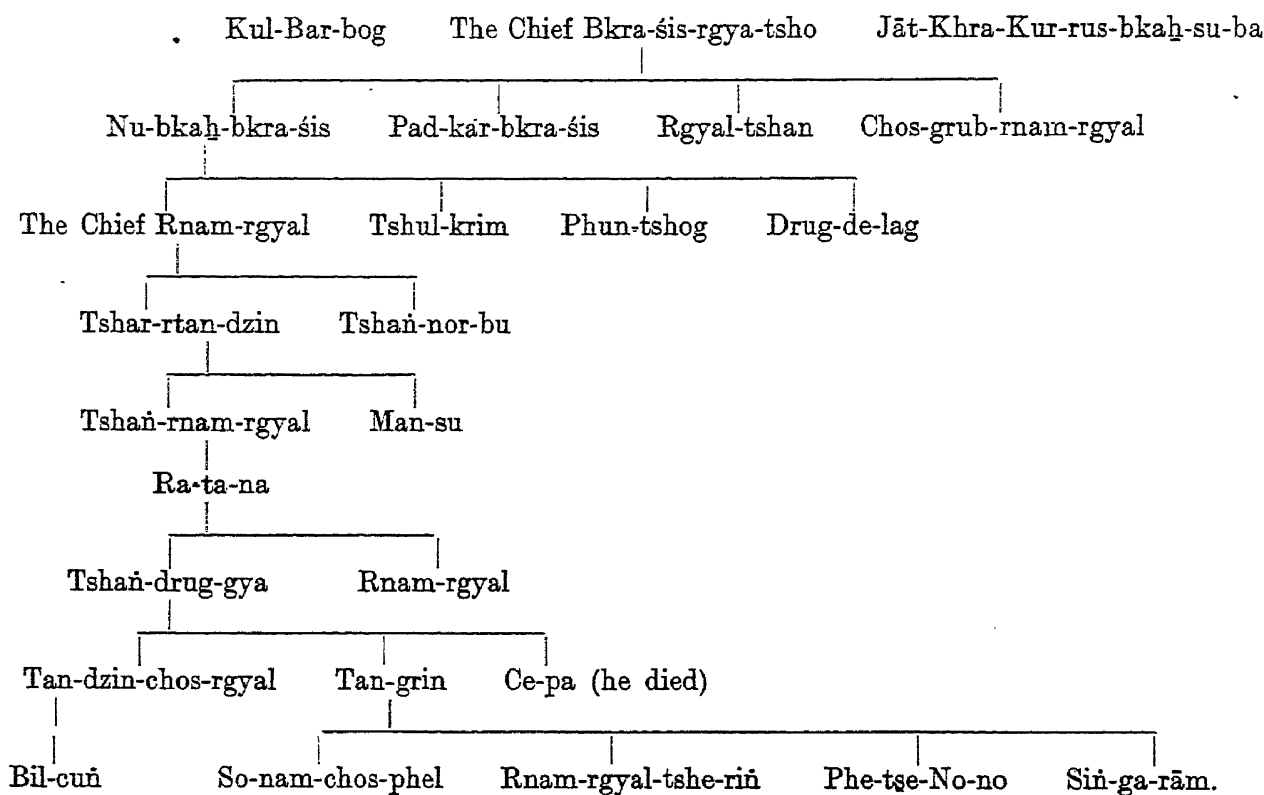 Kul-Bar-bog The Chief Bkra-śis-rgya-tsho Jāt-Khra-Kur-rus-bkaẖ-su-ba
Nu-bkaẖ-bkra-śis Pad-kar-bkra-śis Rgyal-tshan Chos-grub-rnam-rgyal
The Chief Rnam-rgyal Tshul-krim Phun-tshog Drug-de-lag
Tshar-rtan-dzin Tshaṅ-nor-bu
Tshaṅ-rnam-rgyal Man-su
Ra-ta-na
Tshaṅ-drug-gya Rnam-rgyal
Tan-dzin-chos-rgyal Tan-grin Ce-pa (he died)
Bil-cuṅ So-nam-chos-phel Rnam-rgyal-tshe-riṅ Phe-tṣe-No-no Siṅ-ga-rām.